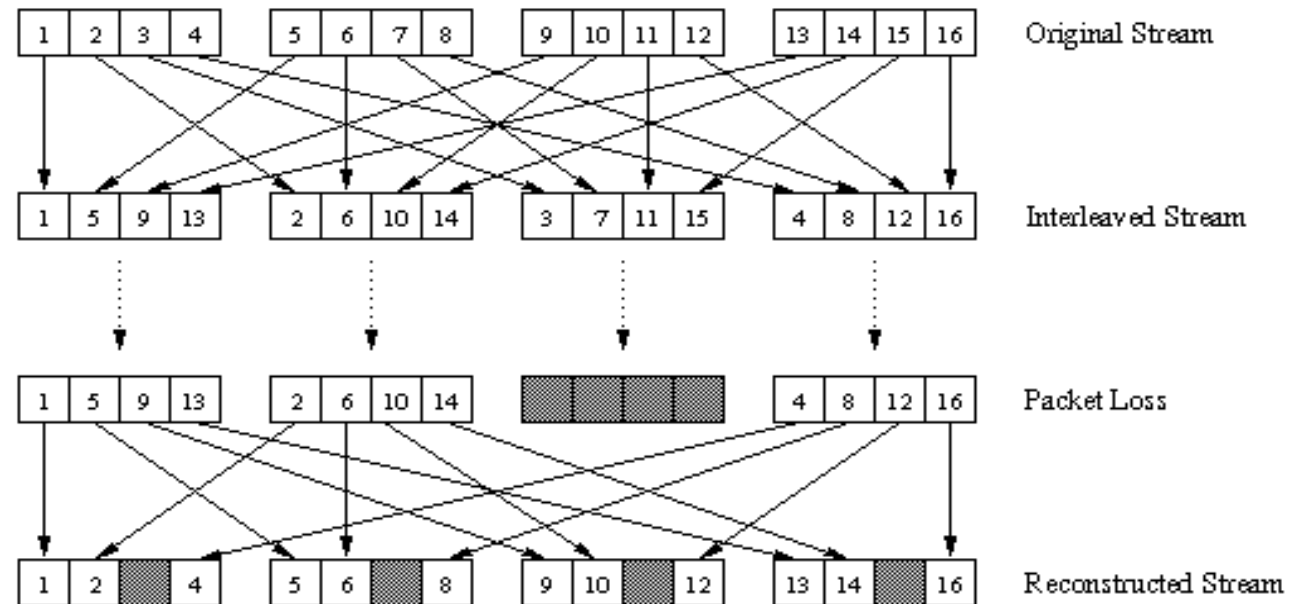 1 2 3 4 5 6 7 8 9 10 11 12 13 14 15 16 Original Stream
1 5 9 13 2 6 10 14 3 7 11 15 4 8 12 16 Interleaved Stream
1 5 9 13 2 6 10 14 4 8 12 16 Packet Loss
1 2 4 5 6 8 9 10 12 13 14 16 Reconstructed Stream